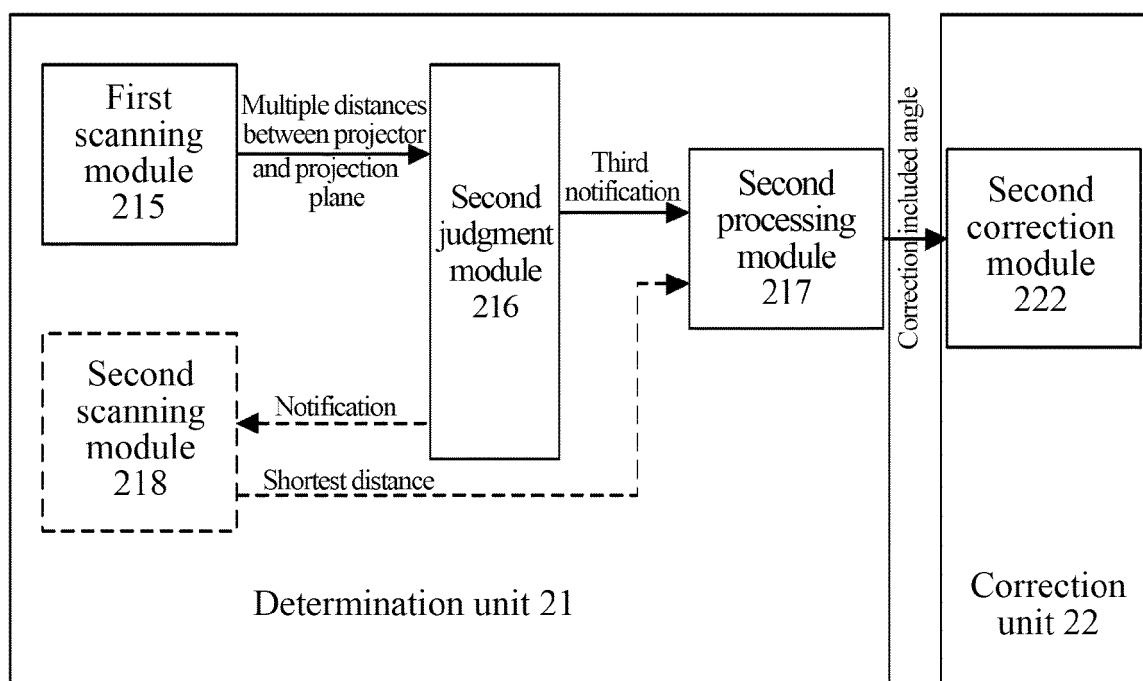 First
scanning
module
215
Multiple distances
between projector
and projection
plane
Second
judgment
module
216
Third
notification
Second
processing
module
217
Correction included angle
Second
correction
module
222
Second
scanning
module
218
Notification
Shortest distance
Determination unit 21
Correction
unit 22